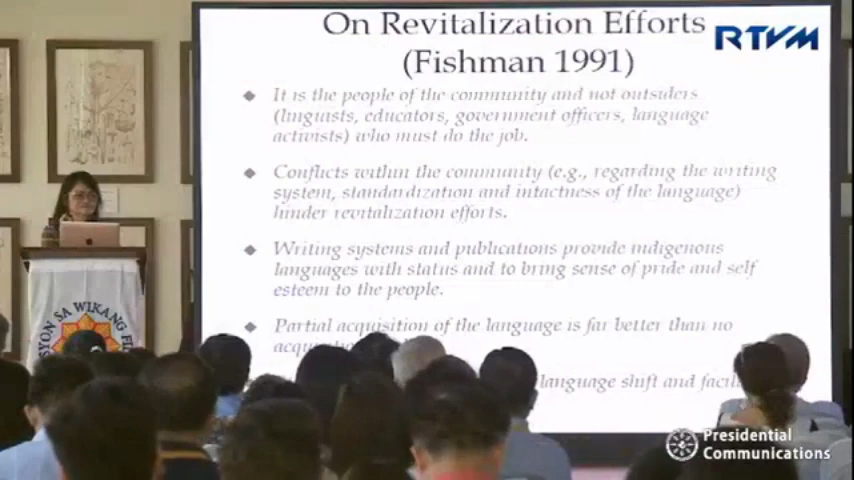 On Revitalization Efforts
(Fishman 1991)
RTVM
◆ It is the people of the community and not outsiders
(linguists, educators, government officers, language
activists) who must do the job.
◆ Conflicts within the community (e.g., regarding the writing
system, standardization and intactness of the language)
hinder revitalization efforts.
◆ Writing systems and publications provide indigenous
languages with status and to bring sense of pride and self
esteem to the people.
◆ Partial acquisition of the language is far better than no
language shift and
SYON SA WIKANG
Presidential
Communications